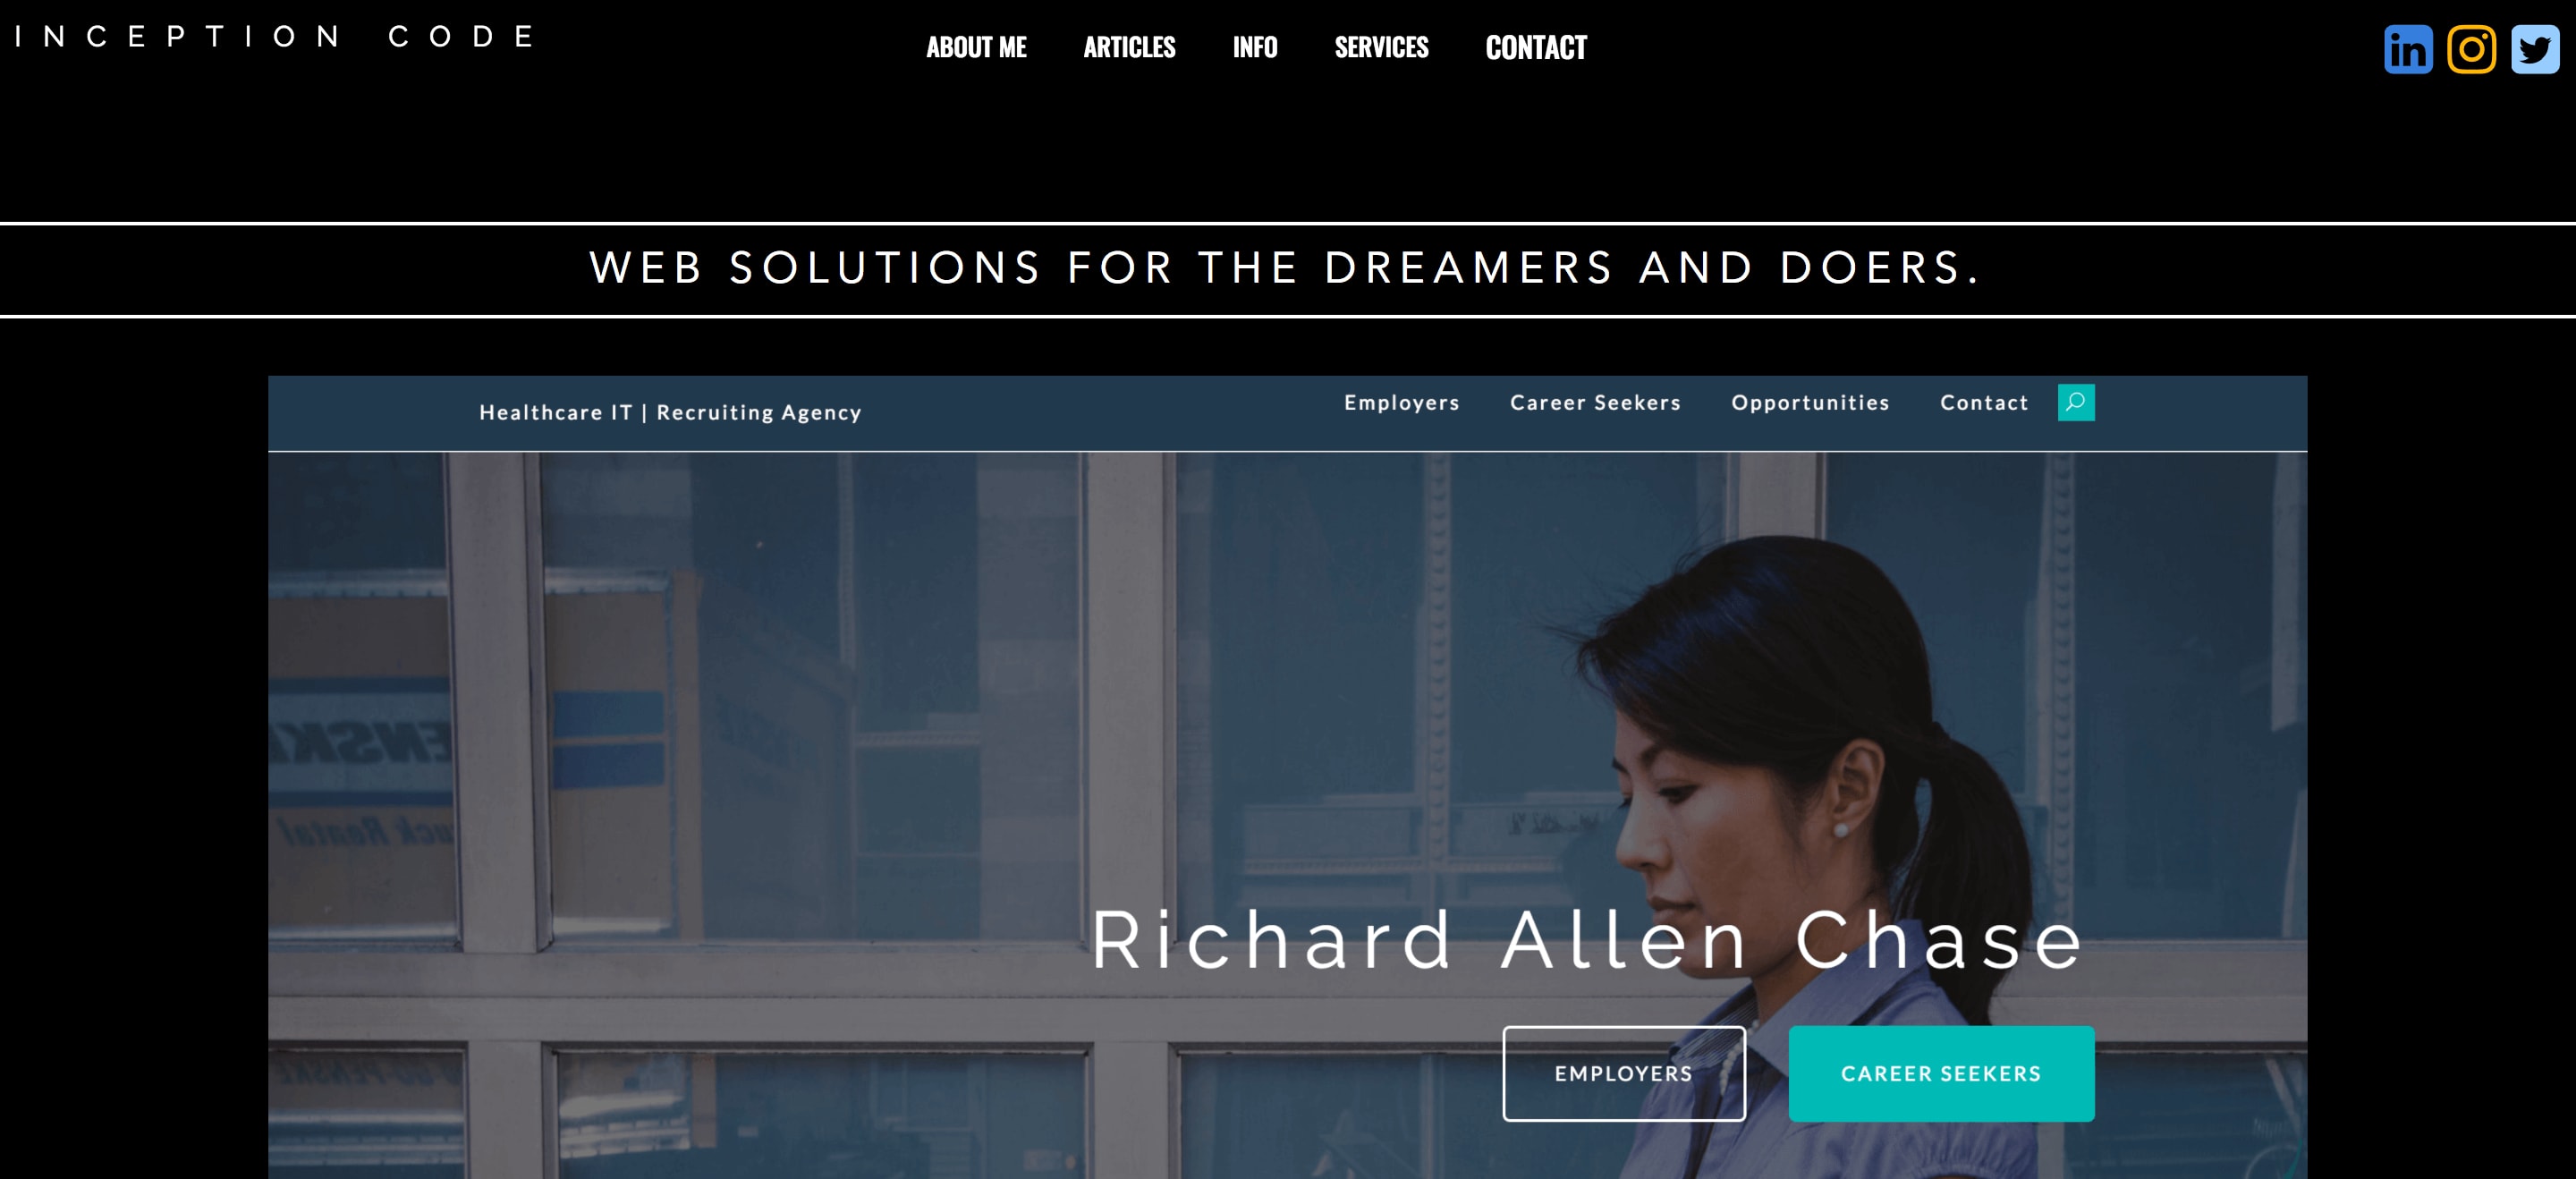 INCEPTION CODE
ABOUT ME ARTICLES INFO SERVICES CONTACT
in
WEB SOLUTIONS FOR THE DREAMERS AND DOERS.
Healthcare IT | Recruiting Agency
Employers Career Seekers Opportunities Contact
Richard Allen Chase
EMPLOYERS CAREER SEEKERS